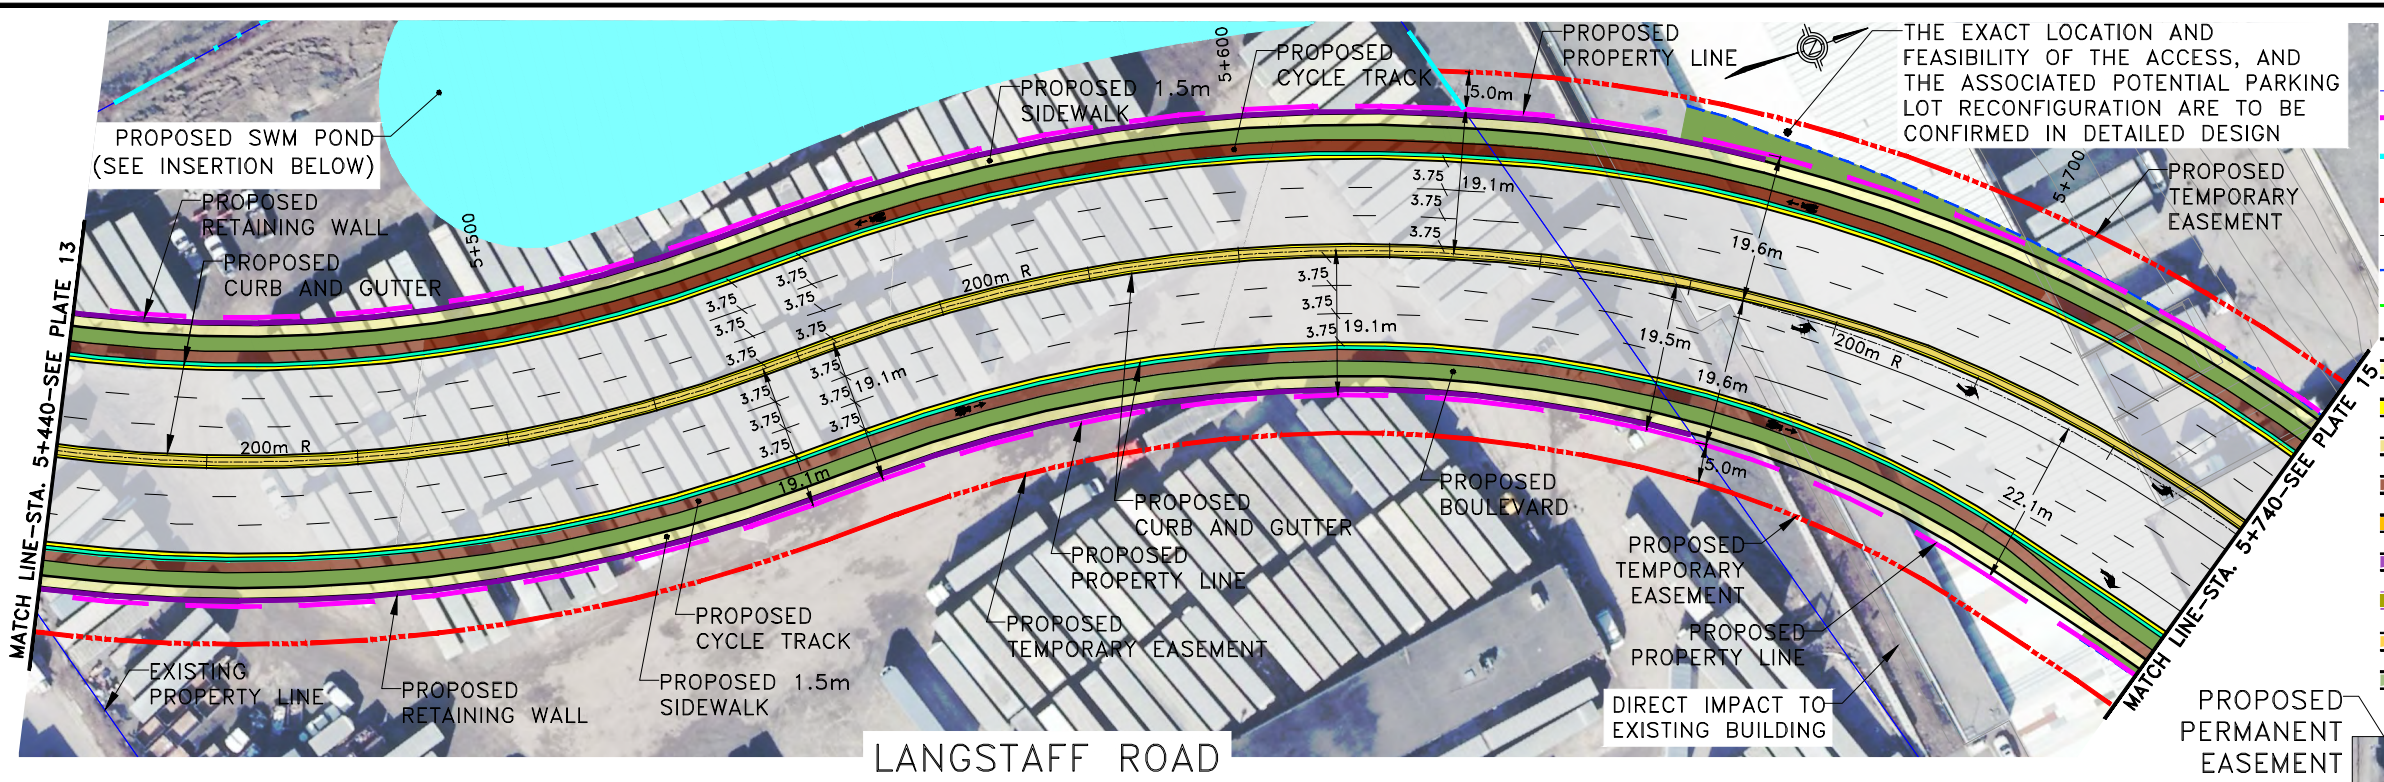 PROPOSED SWM POND
(SEE INSERTION BELOW)
PROPOSED
RETAINING WALL
PROPOSED
CURB AND GUTTER
5+500
PROPOSED 1.5m
SIDEWALK
5+600
PROPOSED
CYCLE TRACK
PROPOSED
PROPERTY LINE
5.0m
THE EXACT LOCATION AND
FEASIBILITY OF THE ACCESS, AND
THE ASSOCIATED POTENTIAL PARKING
LOT RECONFIGURATION ARE TO BE
CONFIRMED IN DETAILED DESIGN
5+700
PROPOSED
TEMPORARY
EASEMENT
MATCH LINE-STA. 5+440-SEE PLATE 13
200m R
3.75
3.75
3.75
3.75
3.75
3.75
200m R
3.75
3.75
3.75
3.75
3.75
3.75
19.1m
19.1m
3.75
3.75
3.75
19.1m
3.75
3.75
3.75
19.1m
19.6m
19.5m
19.6m
200m R
5.0m
22.1m
MATCH LINE-STA. 5+740-SEE PLATE 15
EXISTING
PROPERTY LINE
PROPOSED
RETAINING WALL
PROPOSED
CYCLE TRACK
PROPOSED 1.5m
SIDEWALK
PROPOSED
TEMPORARY EASEMENT
PROPOSED
PROPERTY LINE
PROPOSED
CURB AND GUTTER
PROPOSED
BOULEVARD
PROPOSED
TEMPORARY
EASEMENT
PROPOSED
PROPERTY LINE
DIRECT IMPACT TO
EXISTING BUILDING
LANGSTAFF ROAD
PROPOSED
PERMANENT
EASEMENT